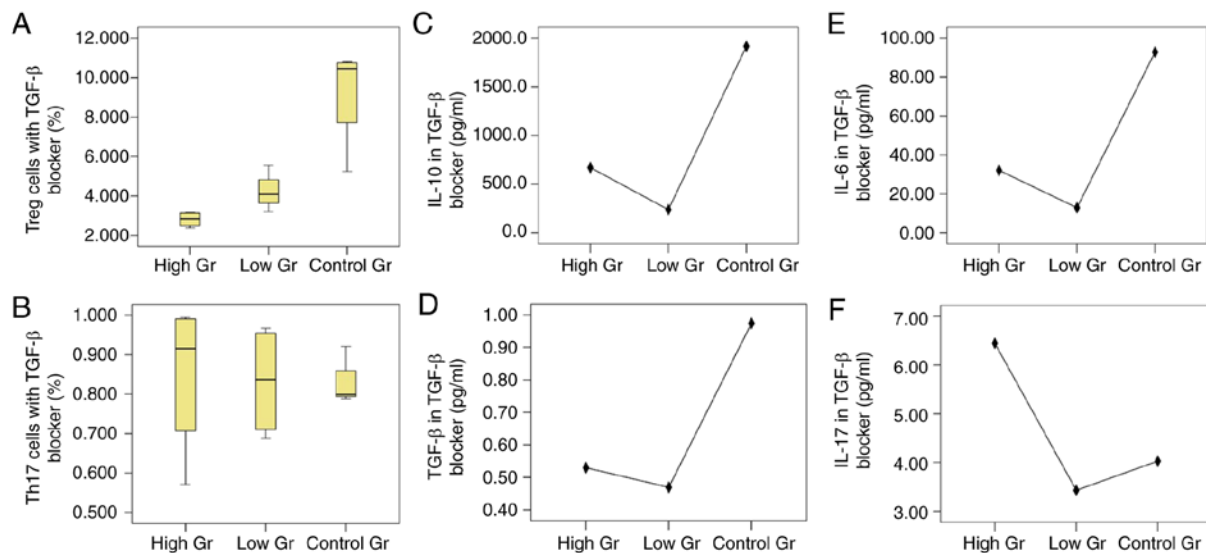 A
Treg cells with TGF-β
blocker (%)
12.000
10.000
8.000
6.000
4.000
2.000
High Gr Low Gr Control Gr
B
Th17 cells with TGF-β
blocker (%)
1.000
0.900
0.800
0.700
0.600
0.500
High Gr Low Gr Control Gr
C
IL-10 in TGF-β
blocker (pg/ml)
2000.0
1500.0
1000.0
500.0
0.0
High Gr Low Gr Control Gr
D
TGF-β in TGF-β
blocker (pg/ml)
1.00
0.90
0.80
0.70
0.60
0.50
0.40
High Gr Low Gr Control Gr
E
IL-6 in TGF-β
blocker (pg/ml)
100.00
80.00
60.00
40.00
20.00
0.00
High Gr Low Gr Control Gr
F
IL-17 in TGF-β
blocker (pg/ml)
7.00
6.00
5.00
4.00
3.00
High Gr Low Gr Control Gr